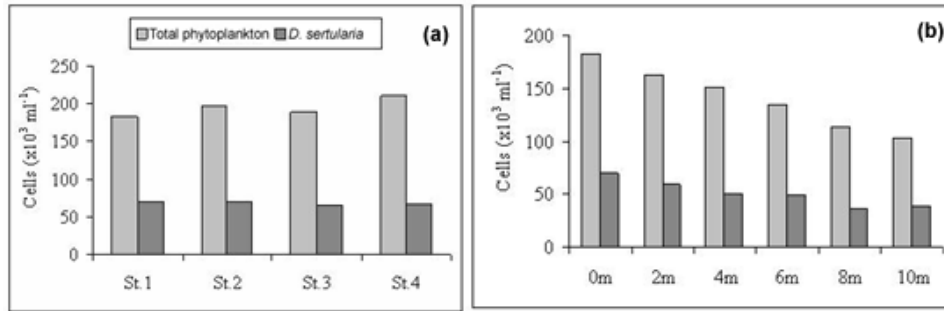 Total phytoplankton D. sertularia (a)
250
200
150
100
50
0
Cells (x10³ ml⁻¹)
St.1 St.2 St.3 St.4
(b)
200
150
100
50
0
Cells (x10³ ml⁻¹)
0m 2m 4m 6m 8m 10m